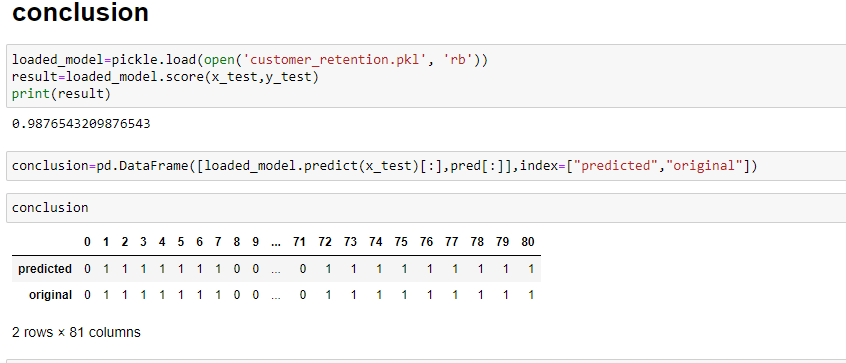 conclusion
loaded_model=pickle.load(open('customer_retention.pkl', 'rb'))
result=loaded_model.score(x_test,y_test)
print(result)
0.9876543209876543
conclusion=pd.DataFrame([loaded_model.predict(x_test)[:],pred[:]],index=["predicted","original"])
conclusion
0 1 2 3 4 5 6 7 8 9 ... 71 72 73 74 75 76 77 78 79 80
predicted 0 1 1 1 1 1 1 1 0 0 ... 0 1 1 1 1 1 1 1 1 1
original 0 1 1 1 1 1 1 1 0 0 ... 0 1 1 1 1 1 1 1 1 1
2 rows × 81 columns